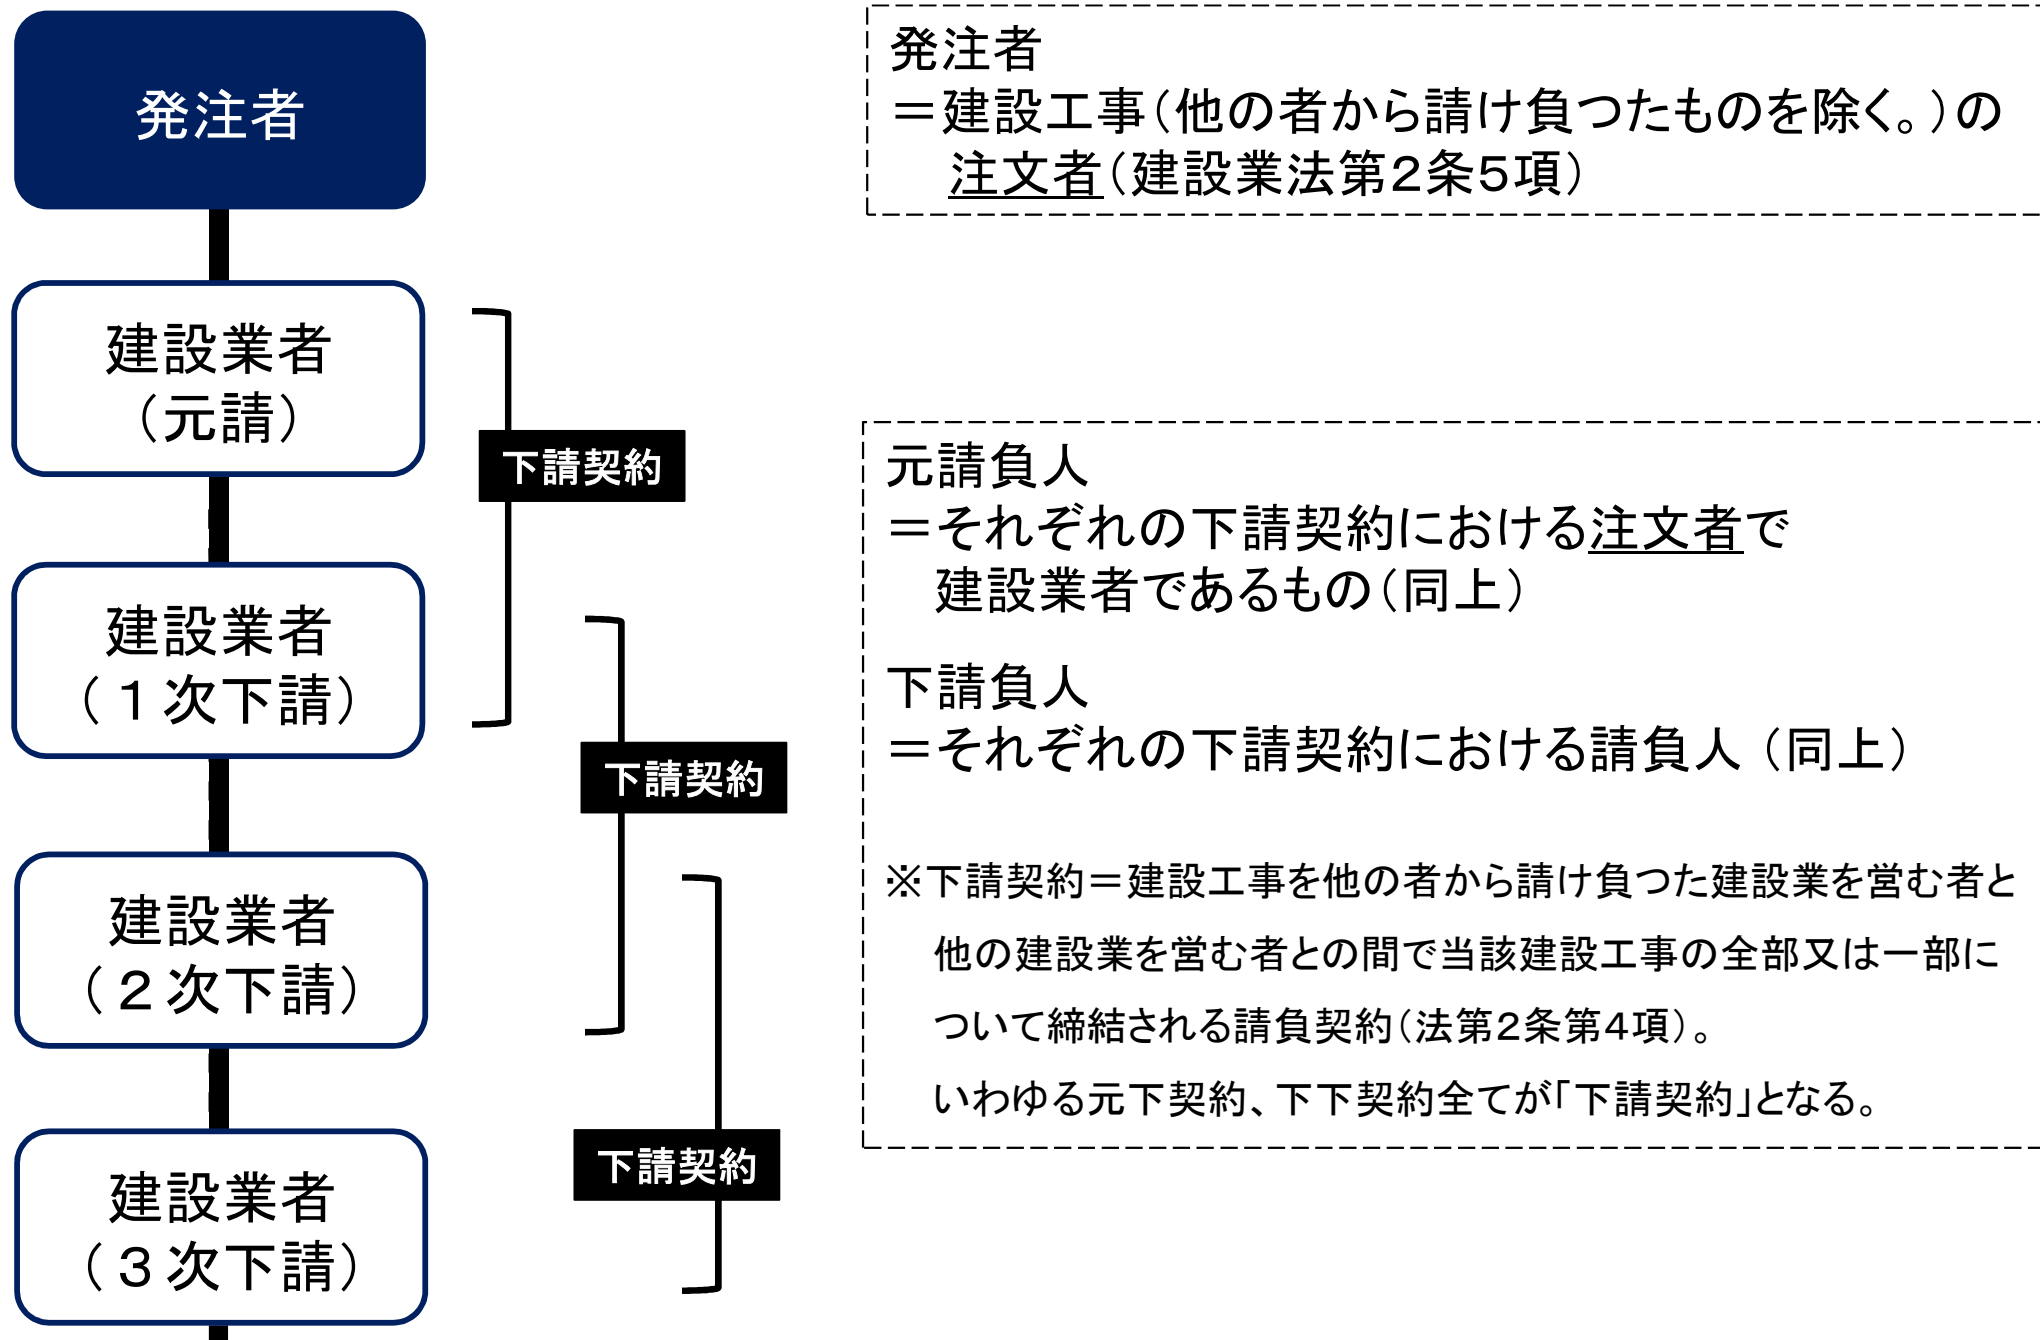 発注者
建設業者
（元請）
建設業者
（１次下請）
建設業者
（２次下請）
建設業者
（３次下請）
下請契約
下請契約
下請契約
発注者
＝建設工事（他の者から請け負つたものを除く。）の
注文者（建設業法第２条５項）
元請負人
＝それぞれの下請契約における注文者で
建設業者であるもの（同上）
下請負人
＝それぞれの下請契約における請負人（同上）
※下請契約＝建設工事を他の者から請け負つた建設業を営む者と
他の建設業を営む者との間で当該建設工事の全部又は一部に
ついて締結される請負契約（法第２条第４項）。
いわゆる元下契約、下下契約全てが「下請契約」となる。